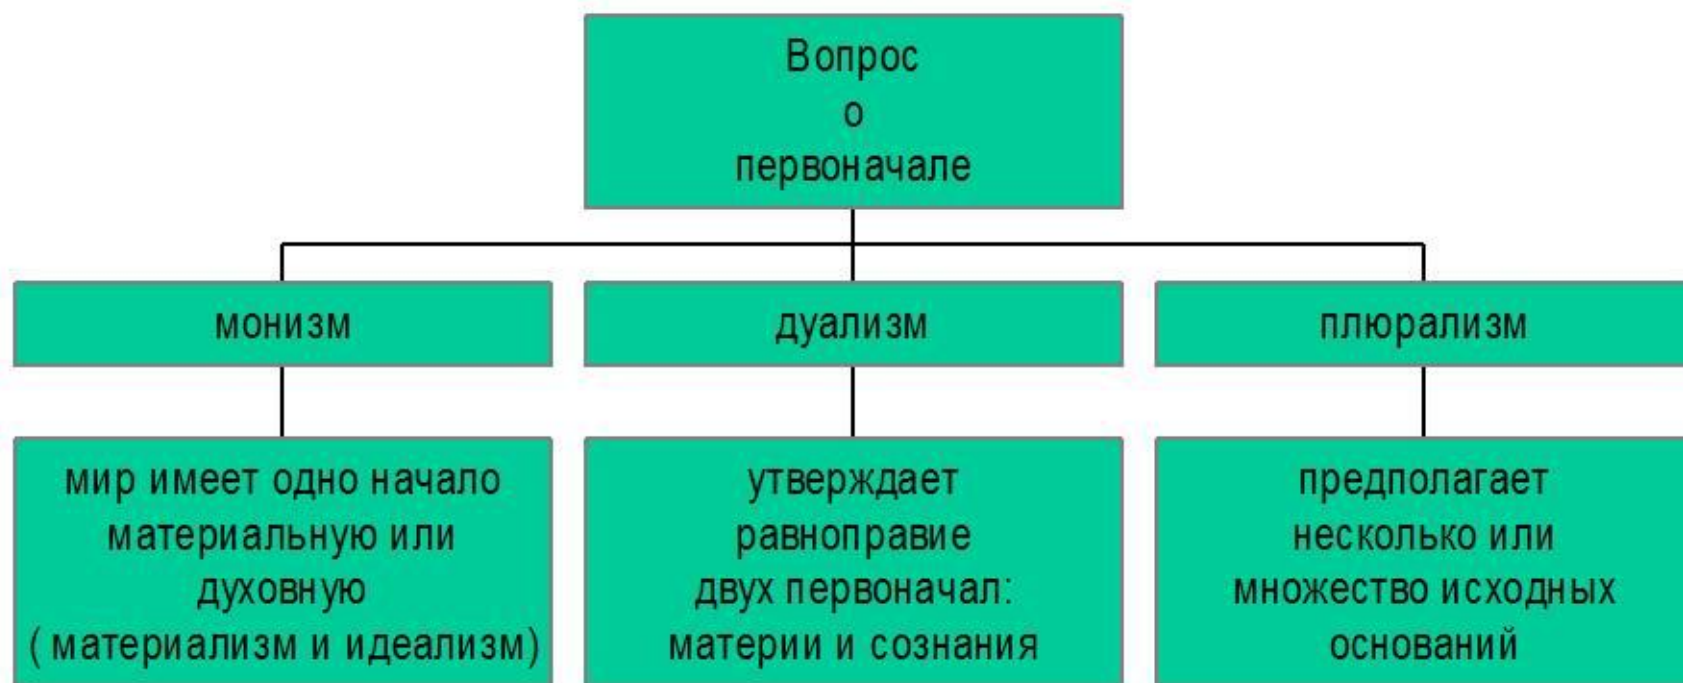 Вопрос
о
первоначале
монизм
дуализм
плюрализм
мир имеет одно начало
материальную или
духовную
( материализм и идеализм)
утверждает
равноправие
двух первоначал:
материи и сознания
предполагает
несколько или
множество исходных
оснований